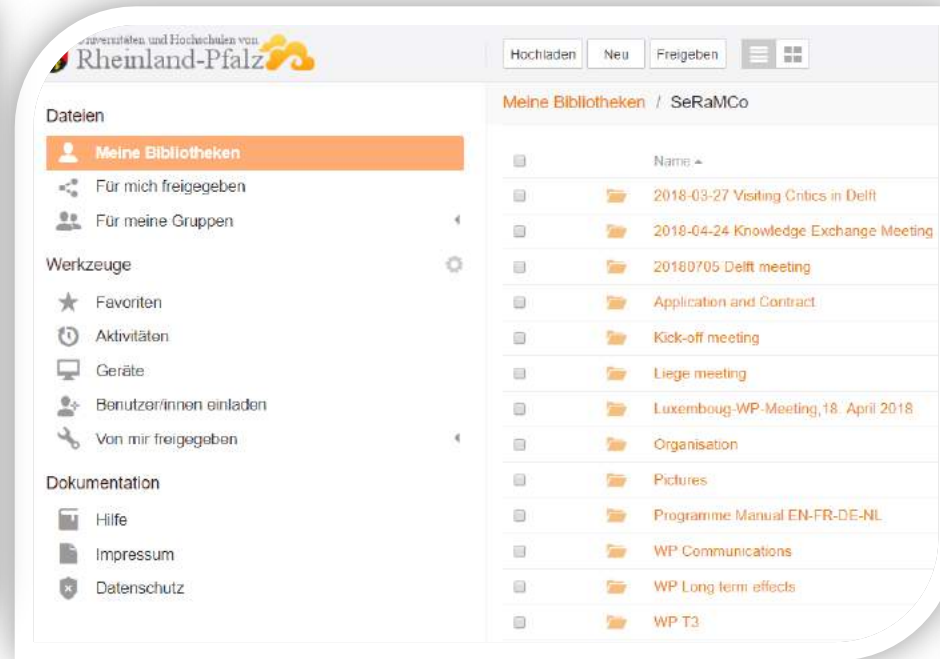 Universitäten und Hochschulen von
Rheinland-Pfalz
Hochladen
Neu
Freigeben
Dateien
Meine Bibliotheken
Für mich freigegeben
Für meine Gruppen
Werkzeuge
Favoriten
Aktivitäten
Geräte
Benutzer/innen einladen
Von mir freigegeben
Dokumentation
Hilfe
Impressum
Datenschutz
Meine Bibliotheken / SeRaMCo
Name
2018-03-27 Visiting Critics in Delft
2018-04-24 Knowledge Exchange Meeting
20180705 Delft meeting
Application and Contract
Kick-off meeting
Liege meeting
Luxemboug-WP-Meeting,18. April 2018
Organisation
Pictures
Programme Manual EN-FR-DE-NL
WP Communications
WP Long term effects
WP T3